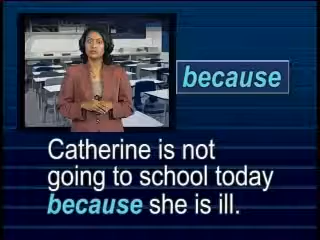 because
Catherine is not
going to school today
because she is ill.